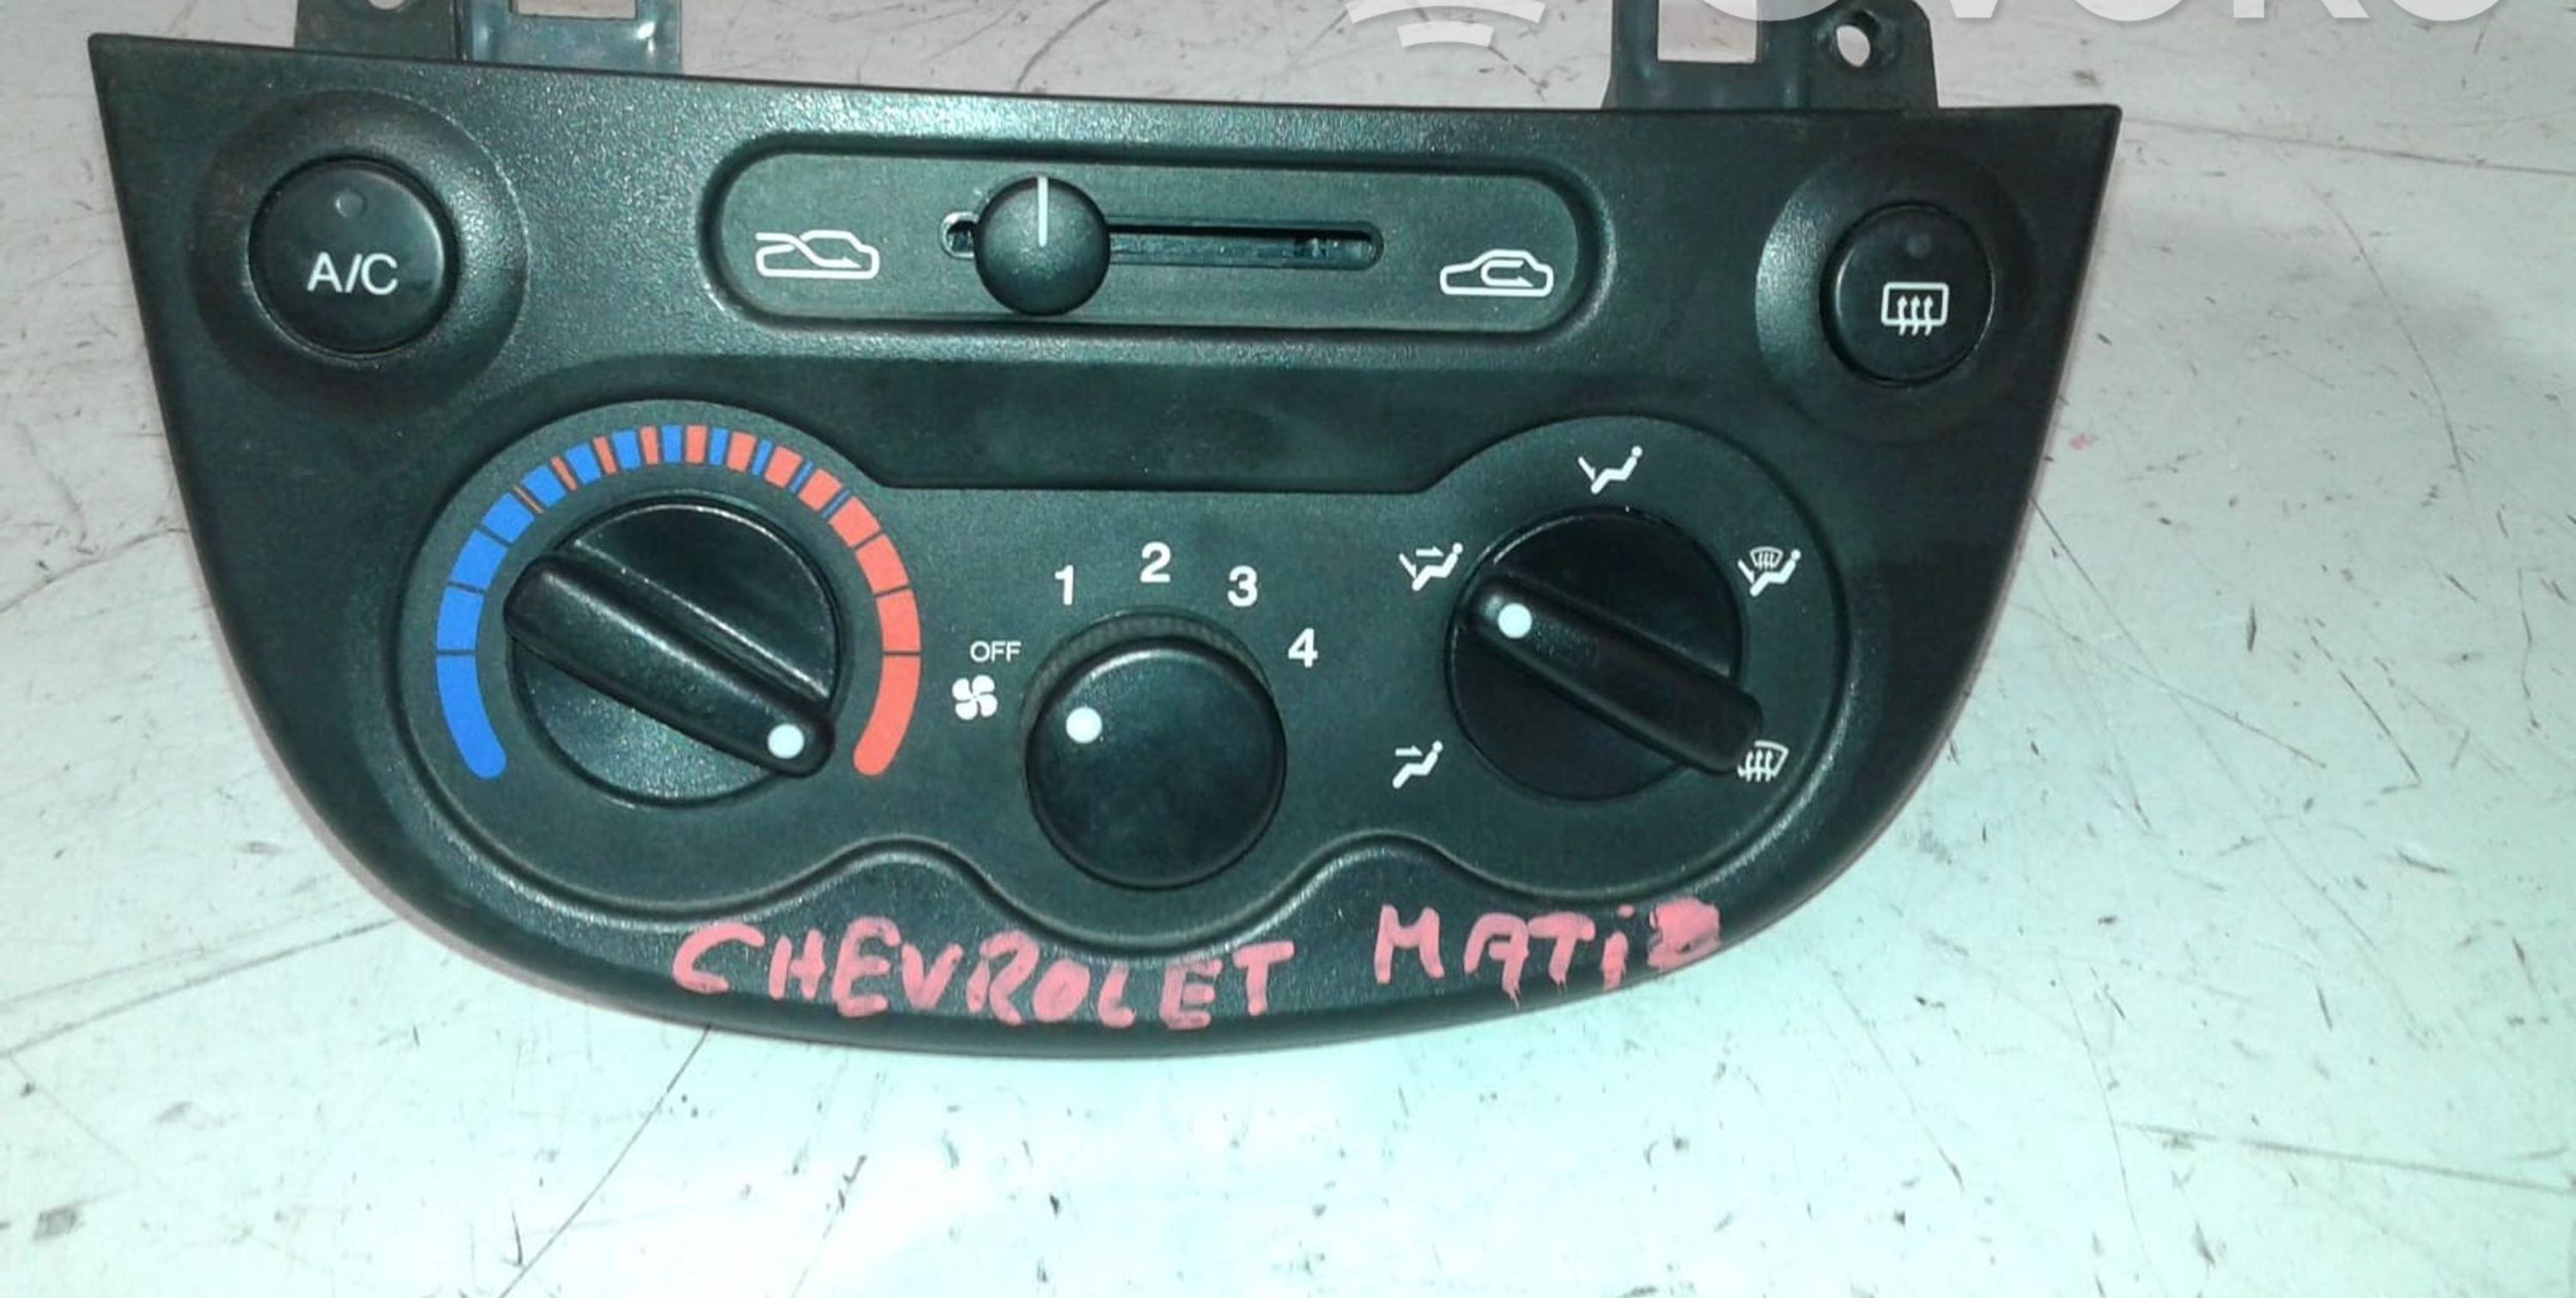 A/C
1 2 3 4
OFF
CHEVROLET MATiZ